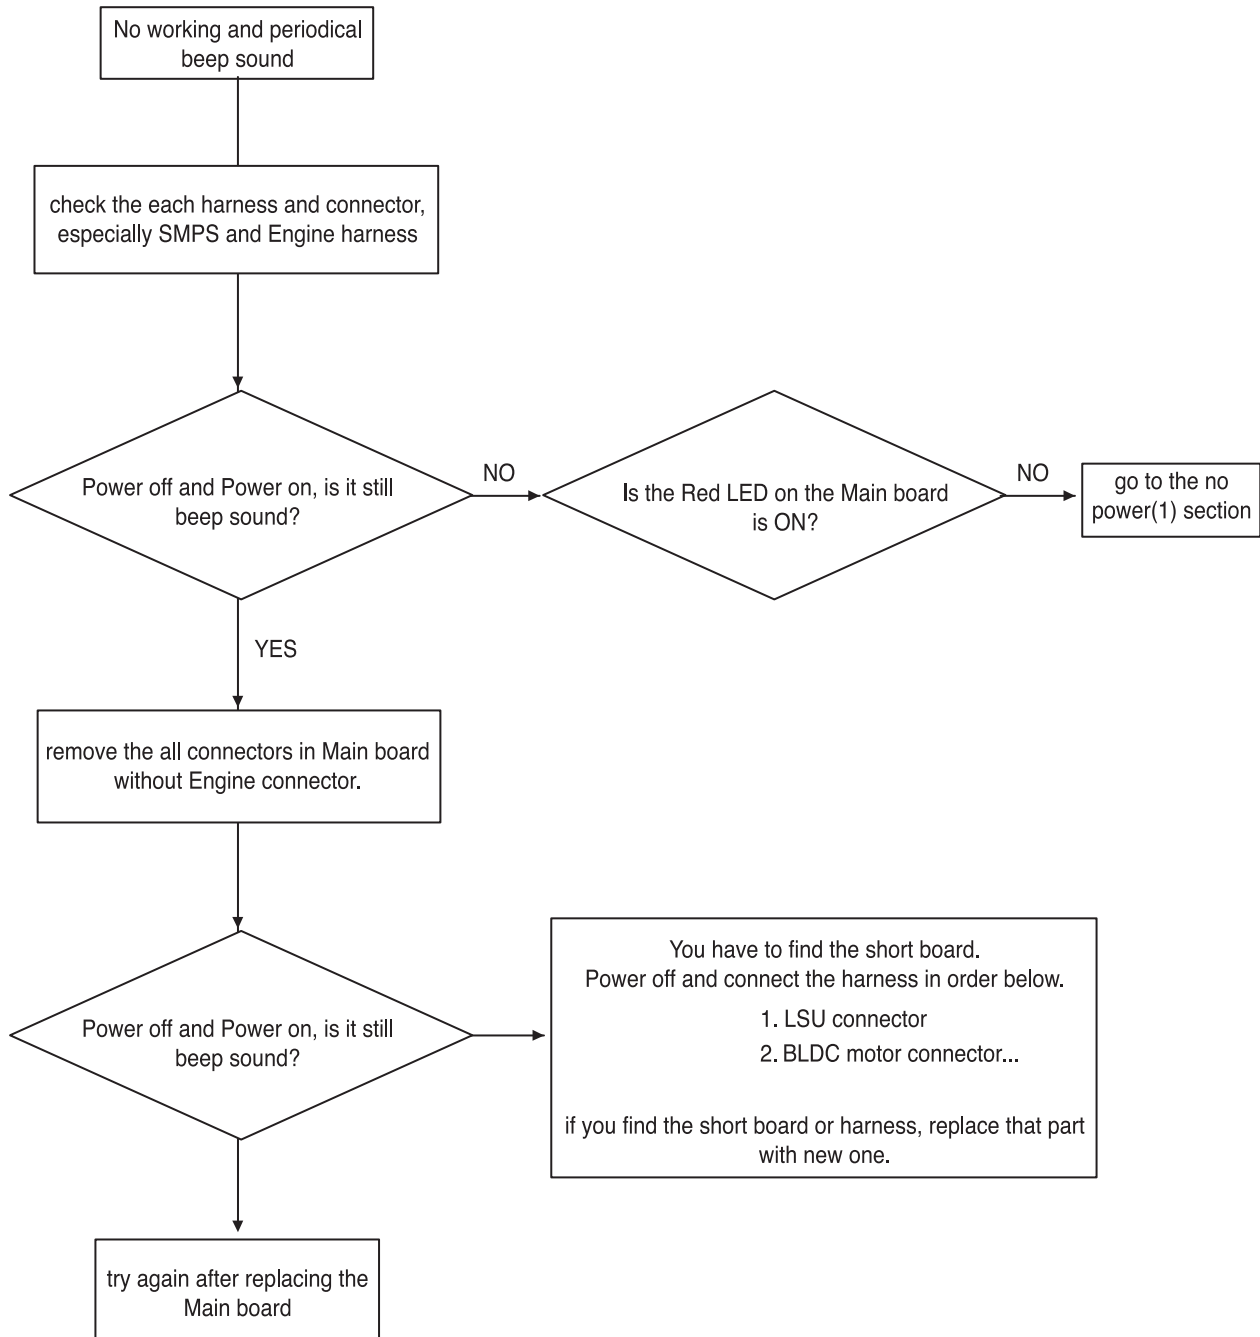 No working and periodical
beep sound
check the each harness and connector,
especially SMPS and Engine harness
Power off and Power on, is it still
beep sound?
NO
Is the Red LED on the Main board
is ON?
NO
go to the no
power(1) section
YES
remove the all connectors in Main board
without Engine connector.
Power off and Power on, is it still
beep sound?
You have to find the short board.
Power off and connect the harness in order below.
1. LSU connector
2. BLDC motor connector...
if you find the short board or harness, replace that part
with new one.
try again after replacing the
Main board